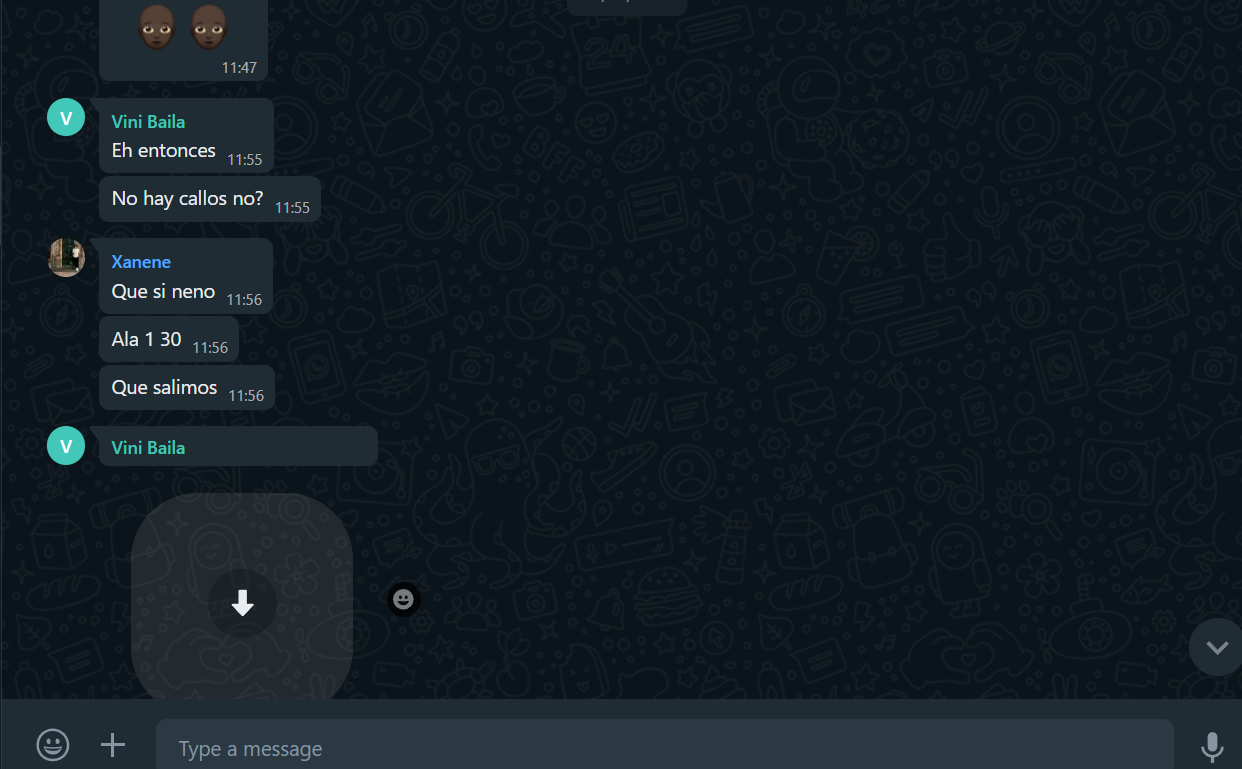 11:47
V
Vini Baila
Eh entonces 11:55
No hay callos no? 11:55
Xanene
Que si neno 11:56
Ala 1 30 11:56
Que salimos 11:56
V
Vini Baila
Type a message